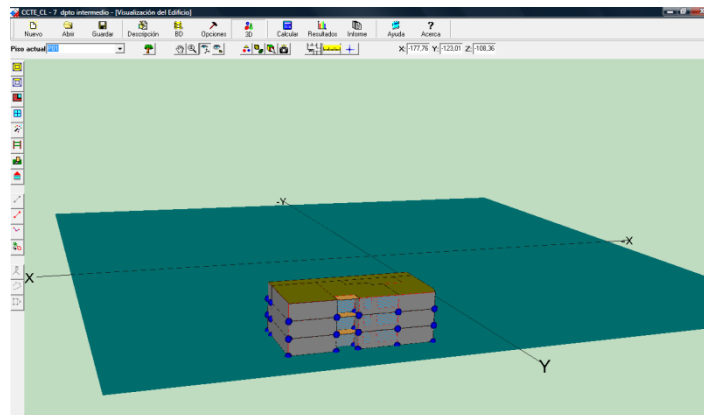 CCTE_CL - 7 dpto intermedio - [Visualización del Edificio]
Nuevo Abrir Guardar Descripción BD Opciones 3D Calcular Resultados Informe Ayuda Acerca
Piso actual P01 X: -177,76 Y: -123,01 Z: -108,36
-Y
-X
X
Y